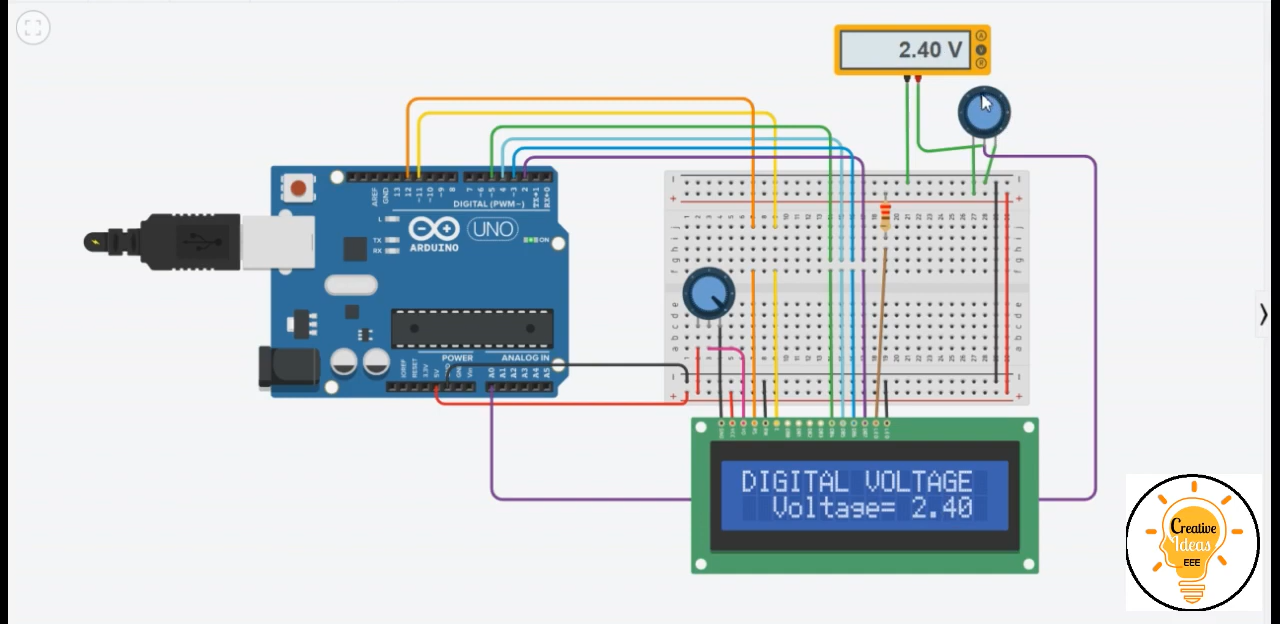 2.40 V
A
V
R
AREF
GND
13
12
~11
~10
~9
8
7
~6
~5
4
~3
2
TX→1
RX←0
DIGITAL (PWM~)
L
TX
RX
ARDUINO
UNO
ON
POWER
ANALOG IN
IOREF
RESET
3.3V
5V
GND
Vin
A0
A1
A2
A3
A4
A5
DIGITAL VOLTAGE
Voltage= 2.40
Creative
Ideas
EEE